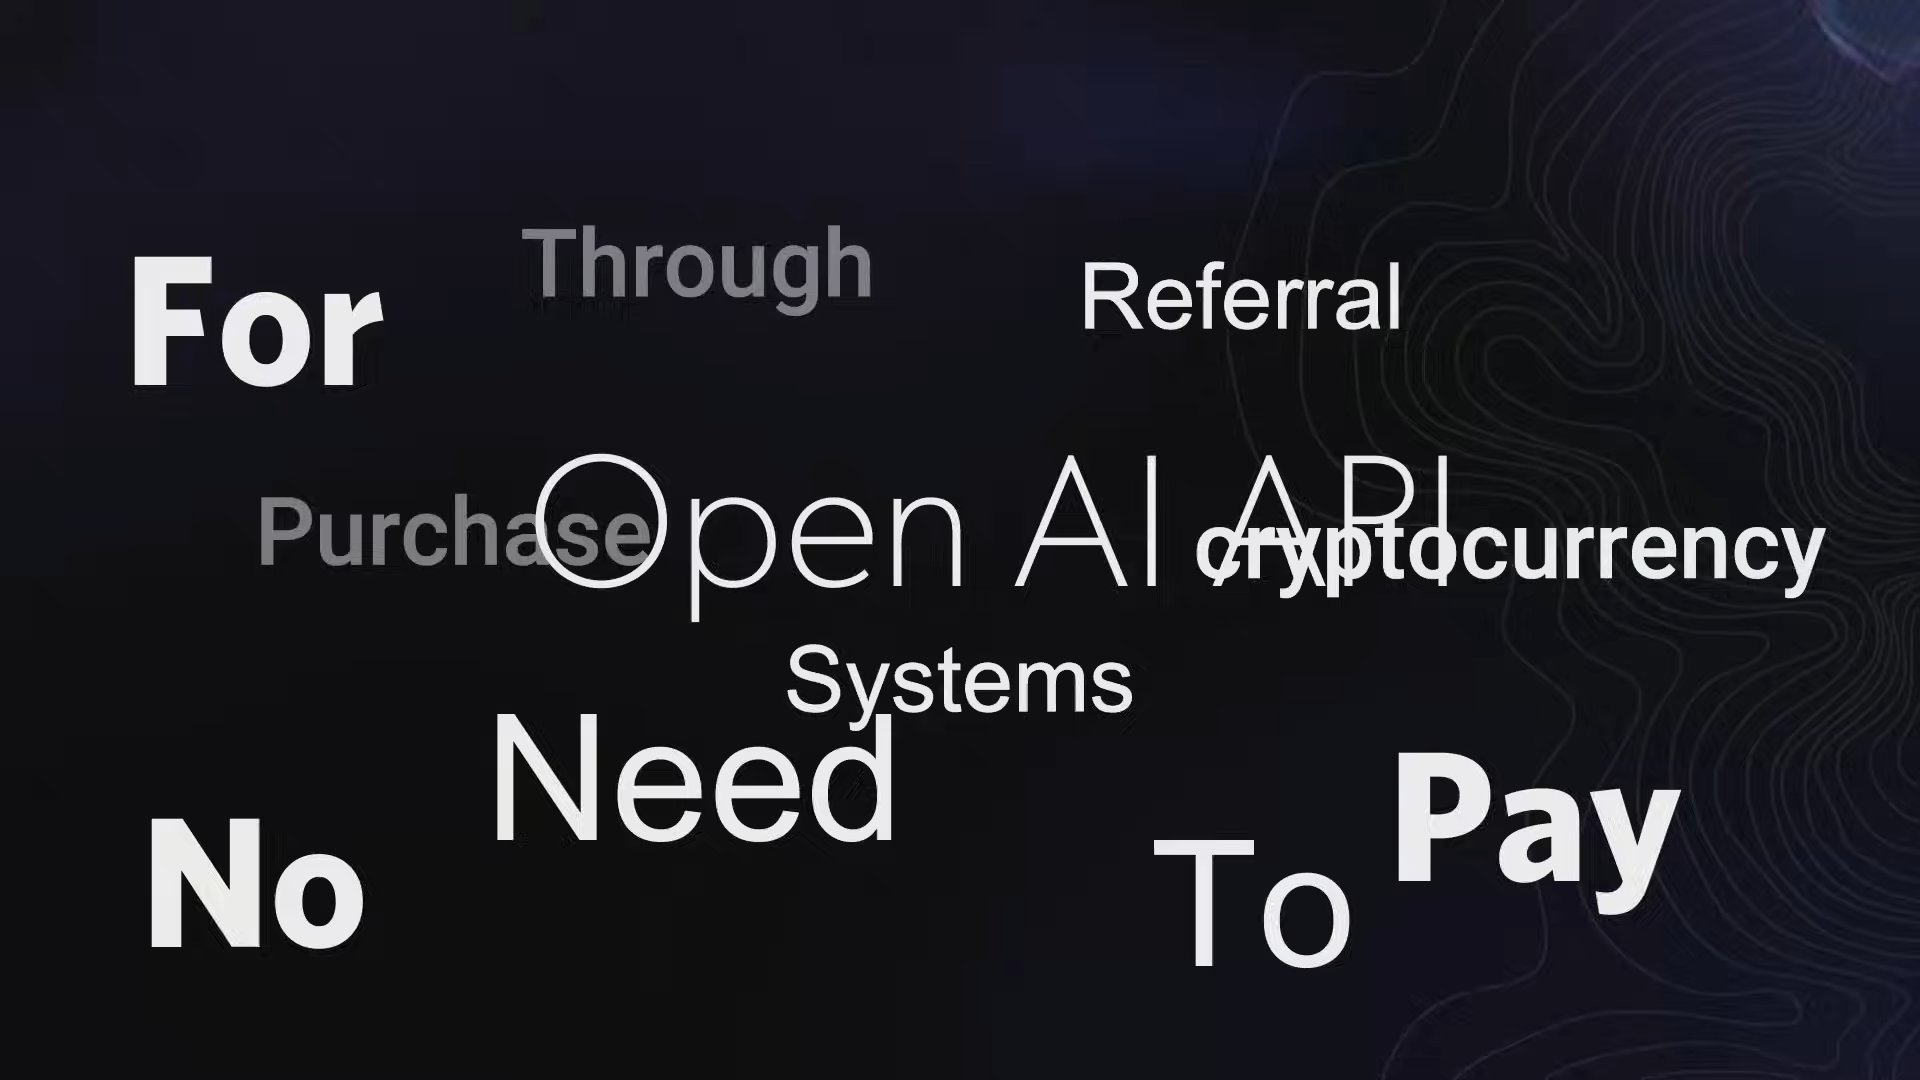 For
Through
Referral
Purchase
Open AI API
cryptocurrency
Systems
Need
No
To
Pay